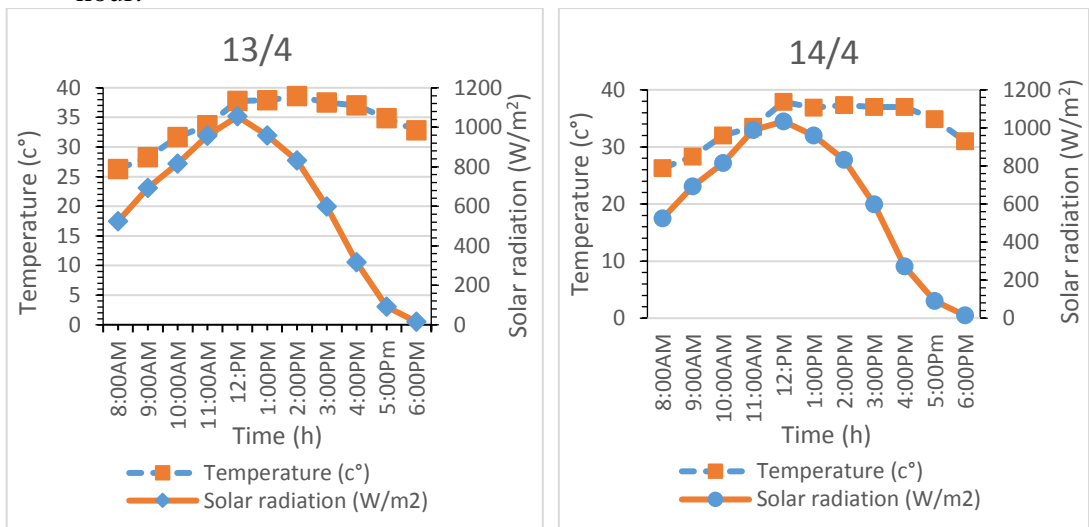 hour.
13/4
Temperature (c°)
40
35
30
25
20
15
10
5
0
1200
1000
800
600
400
200
0
Solar radiation (W/m²)
8:00AM
9:00AM
10:00AM
11:00AM
12:PM
1:00PM
2:00PM
3:00PM
4:00PM
5:00Pm
6:00PM
Time (h)
Temperature (c°)
Solar radiation (W/m2)
14/4
Temperature (c°)
40
30
20
10
0
1200
1000
800
600
400
200
0
Solar radiation (W/m²)
8:00AM
9:00AM
10:00AM
11:00AM
12:PM
1:00PM
2:00PM
3:00PM
4:00PM
5:00Pm
6:00PM
Time (h)
Temperature (c°)
Solar radiation (W/m2)